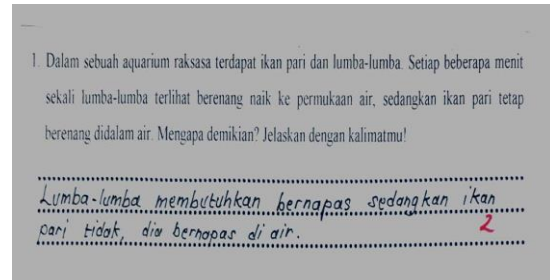 1. Dalam sebuah aquarium raksasa terdapat ikan pari dan lumba-lumba. Setiap beberapa menit
sekali lumba-lumba terlihat berenang naik ke permukaan air, sedangkan ikan pari tetap
berenang didalam air. Mengapa demikian? Jelaskan dengan kalimatmu!
Lumba-lumba membutuhkan bernapas sedangkan ikan
pari tidak, dia bernapas di air.
2